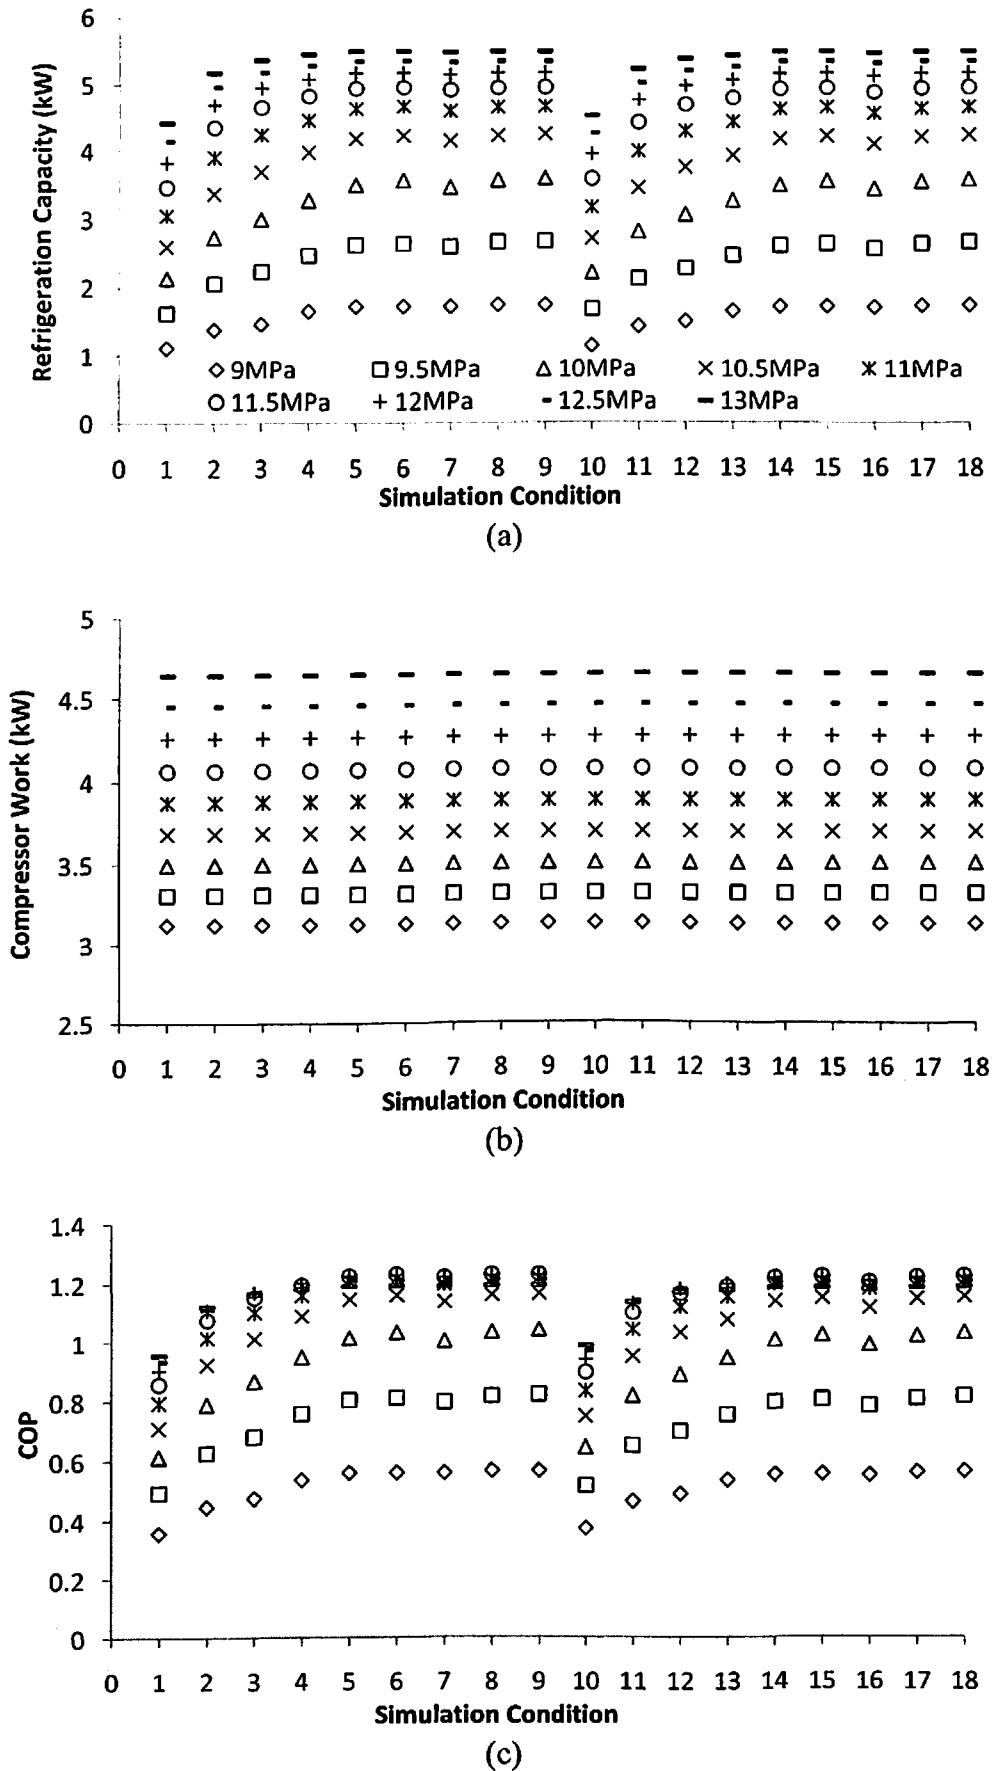 6
5
4
3
2
1
0
Refrigeration Capacity (kW)
9MPa 9.5MPa 10MPa 10.5MPa 11MPa
11.5MPa 12MPa 12.5MPa 13MPa
0 1 2 3 4 5 6 7 8 9 10 11 12 13 14 15 16 17 18
Simulation Condition
(a)
5
4.5
4
3.5
3
2.5
Compressor Work (kW)
0 1 2 3 4 5 6 7 8 9 10 11 12 13 14 15 16 17 18
Simulation Condition
(b)
1.4
1.2
1
0.8
0.6
0.4
0.2
0
COP
0 1 2 3 4 5 6 7 8 9 10 11 12 13 14 15 16 17 18
Simulation Condition
(c)